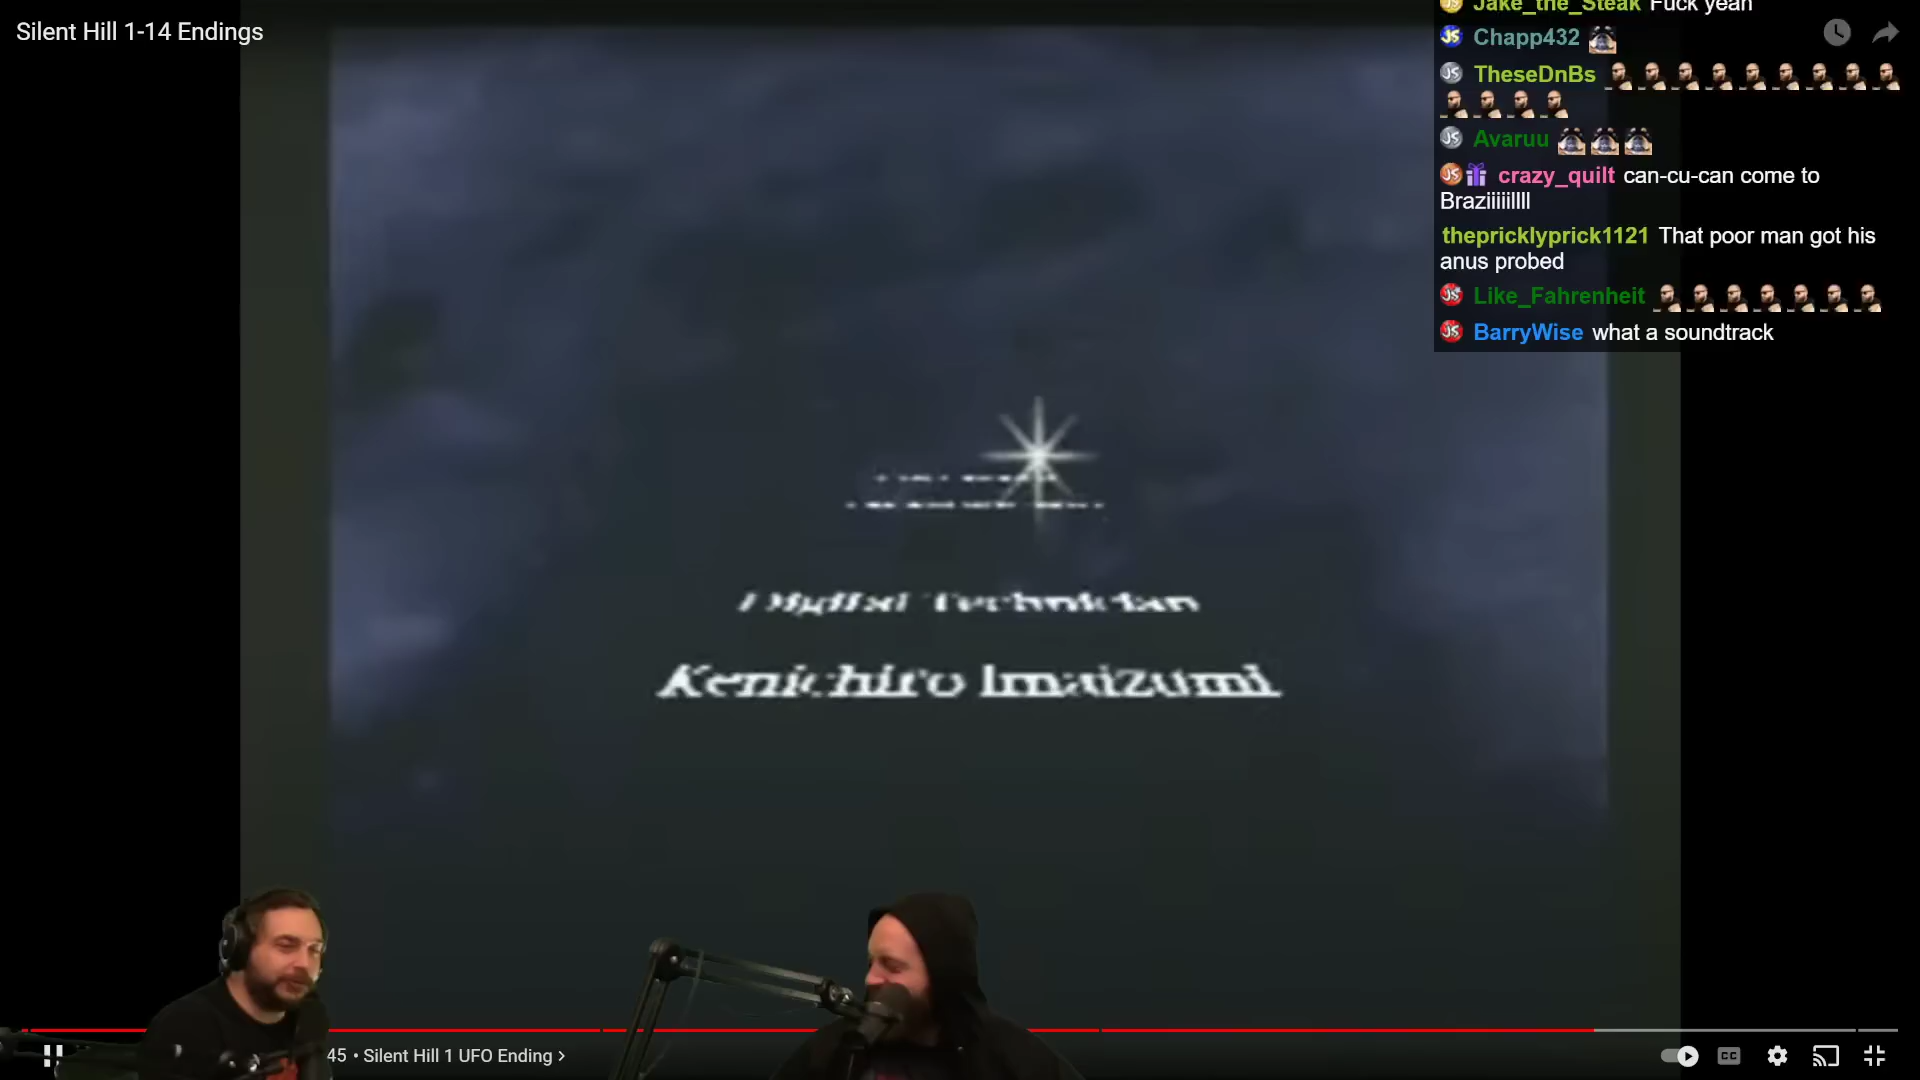 Silent Hill 1-14 Endings
Jake_the_Steak Fuck yeah
Chapp432
TheseDnBs
Avaruu
crazy_quilt can-cu-can come to
Braziiiiillll
thepricklyprick1121 That poor man got his
anus probed
Like_Fahrenheit
BarryWise what a soundtrack
Digital Technician
Kenichiro Imaizumi
45 • Silent Hill 1 UFO Ending >
CC